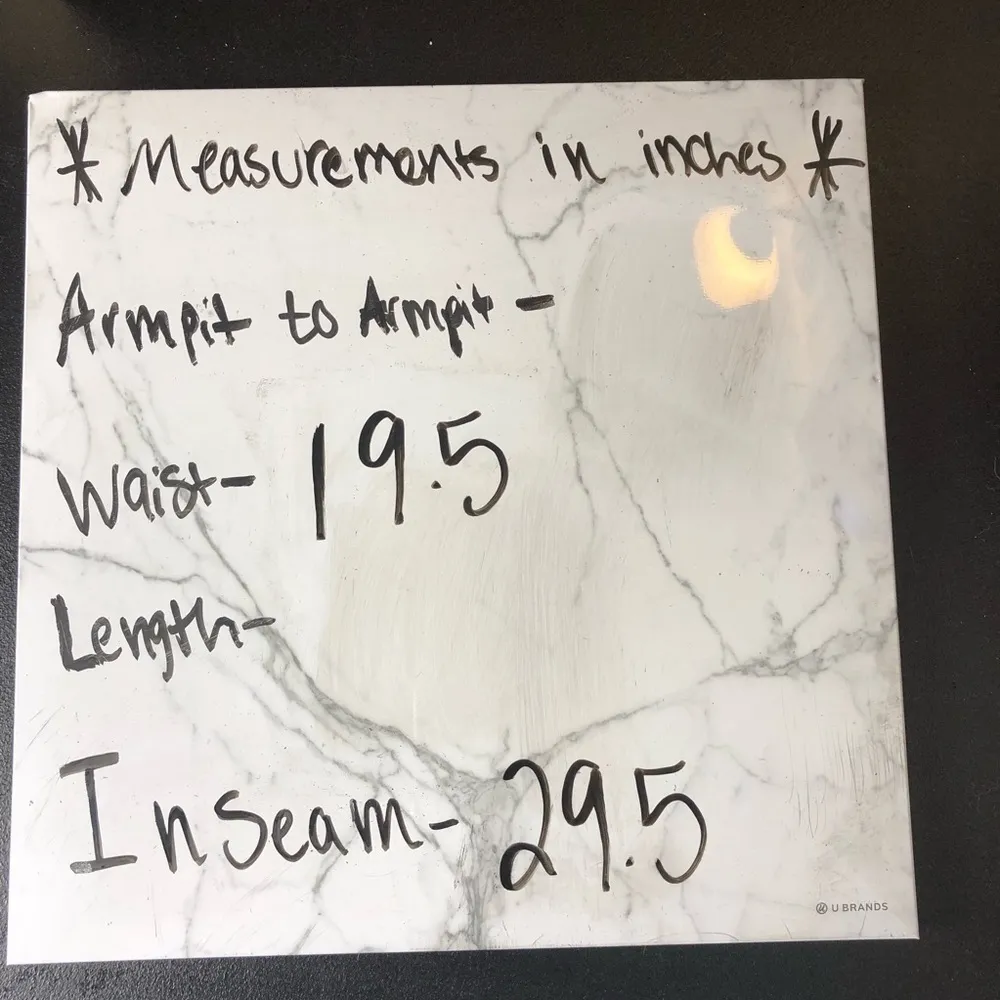 * Measurements in inches *
Armpit to Armpit -
Waist- 19.5
Length-
Inseam- 29.5
U BRANDS